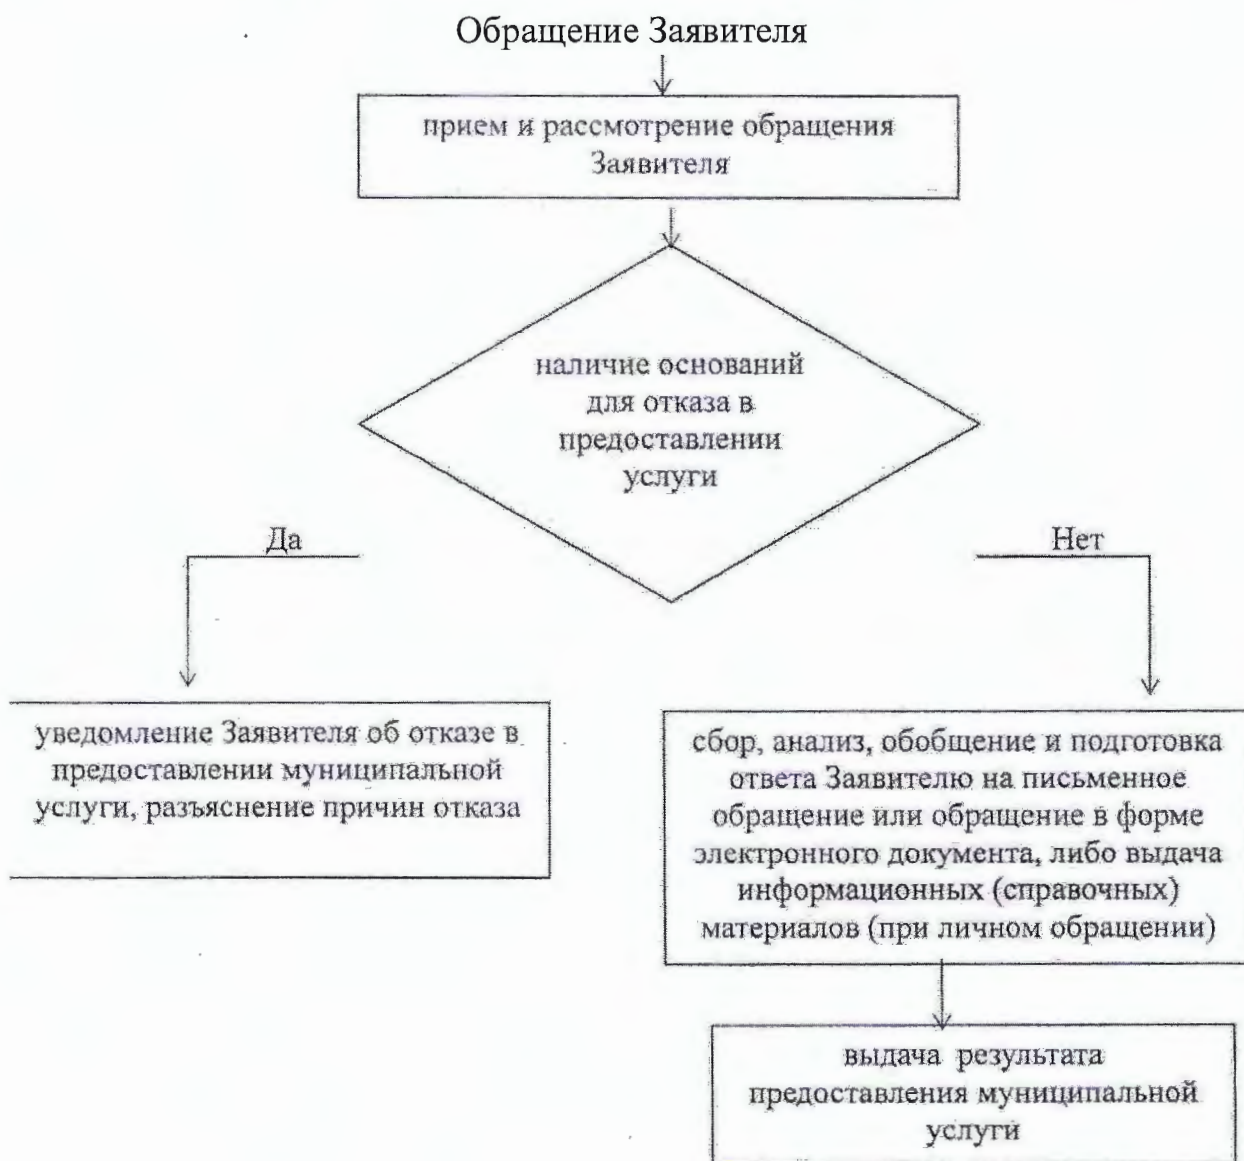 Обращение Заявителя
прием и рассмотрение обращения
Заявителя
наличие оснований
для отказа в
предоставлении
услуги
Да
Нет
уведомление Заявителя об отказе в
предоставлении муниципальной
услуги, разъяснение причин отказа
сбор, анализ, обобщение и подготовка
ответа Заявителю на письменное
обращение или обращение в форме
электронного документа, либо выдача
информационных (справочных)
материалов (при личном обращении)
выдача результата
предоставления муниципальной
услуги